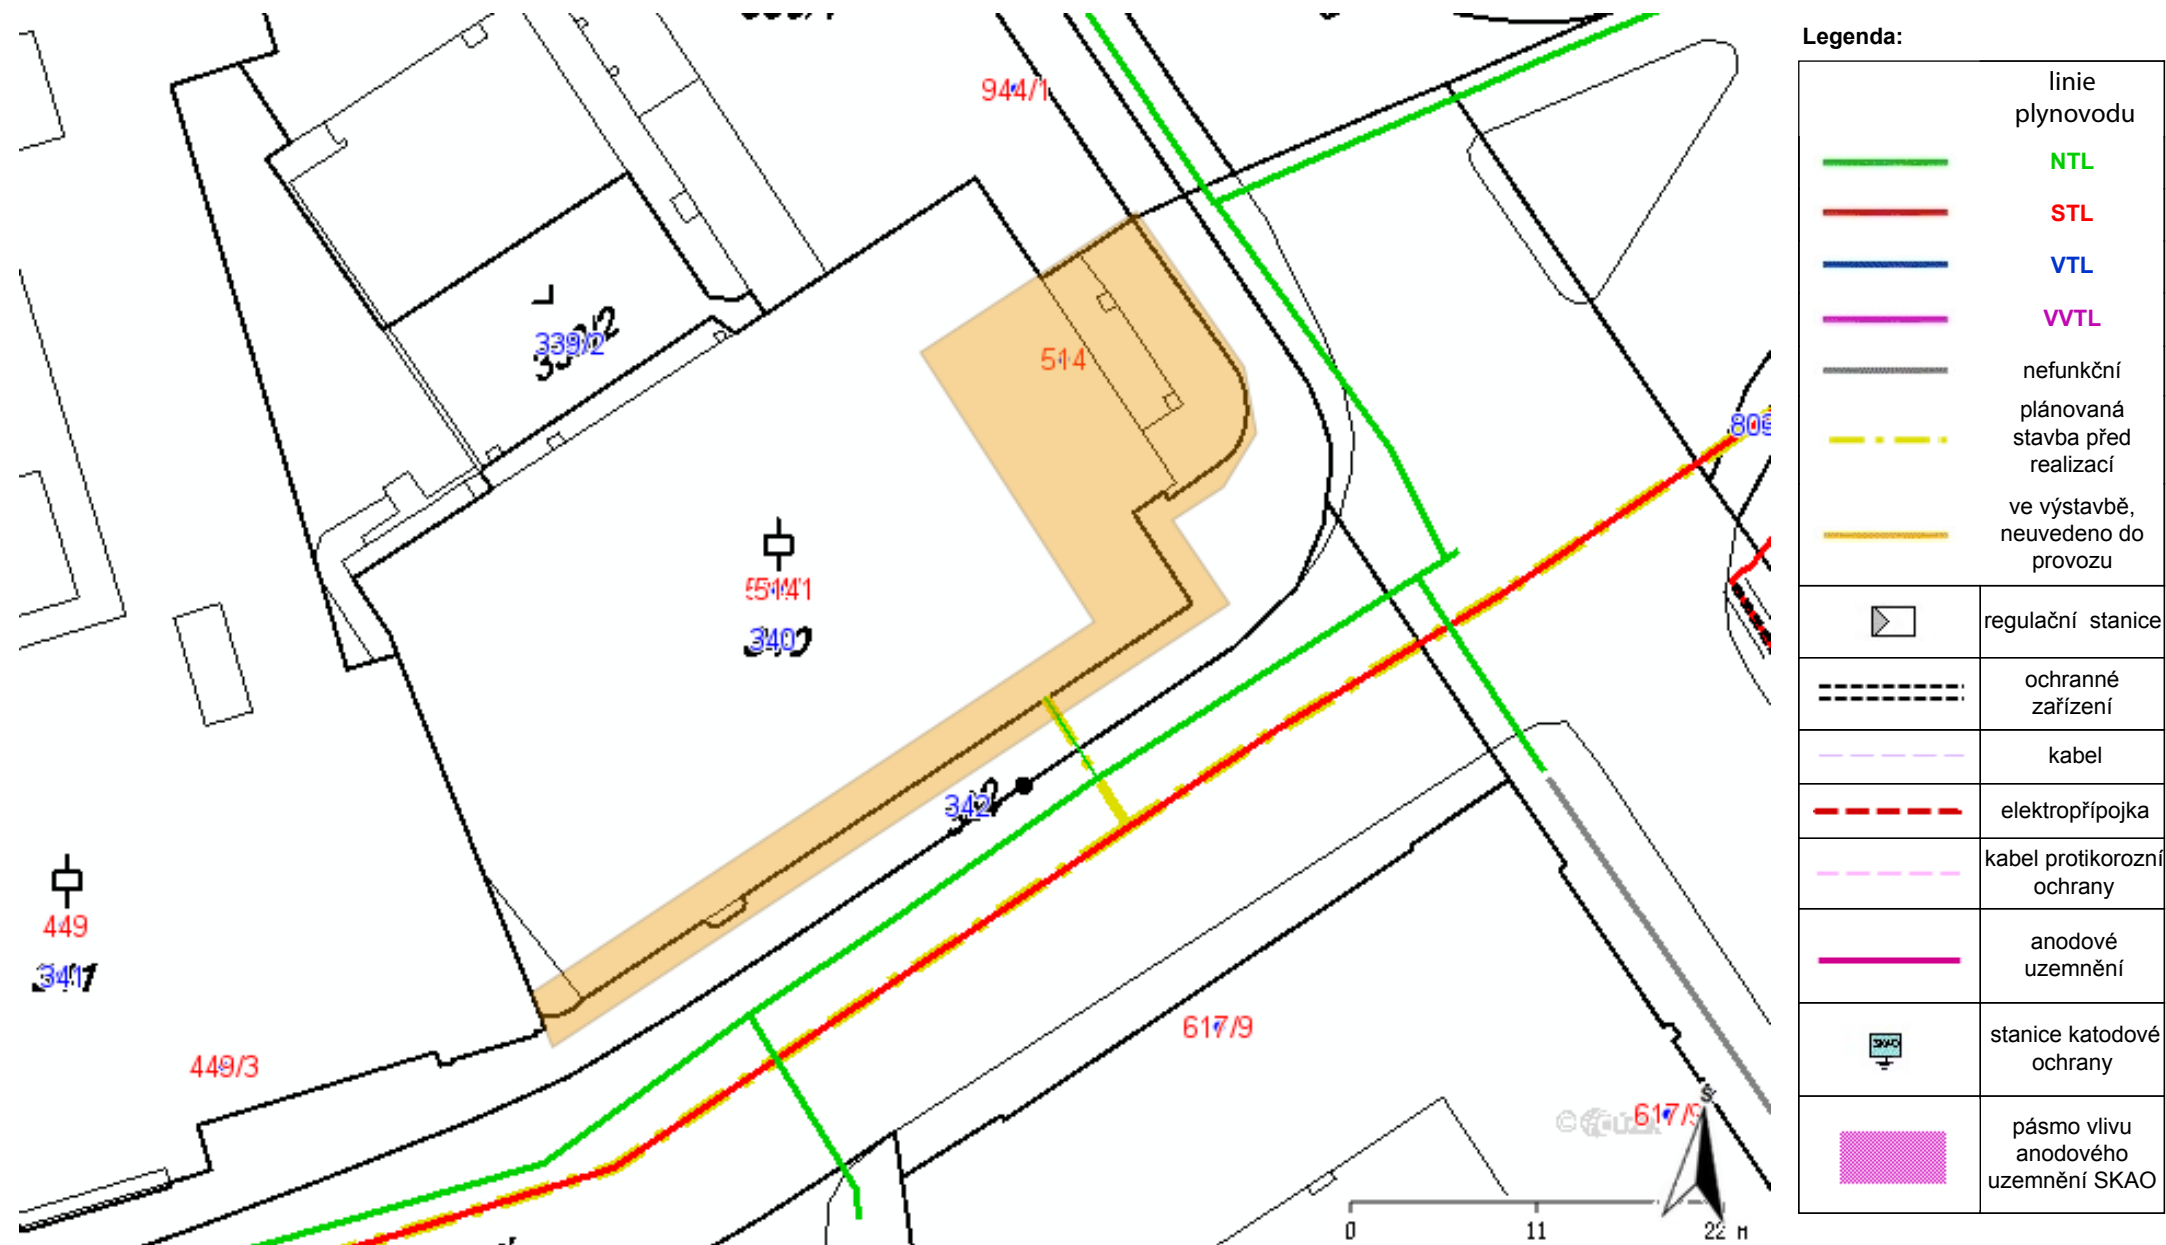 944/1
339/2
514
340
342
449
341
449/3
617/9
617/9
0
11
22 m
S
Legenda:
linie
plynovodu
NTL
STL
VTL
VVTL
nefunkční
plánovaná
stavba před
realizací
ve výstavbě,
neuvedeno do
provozu
regulační stanice
ochranné
zařízení
kabel
elektropřípojka
kabel protikorozní
ochrany
anodové
uzemnění
SKAO
stanice katodové
ochrany
pásmo vlivu
anodového
uzemnění SKAO